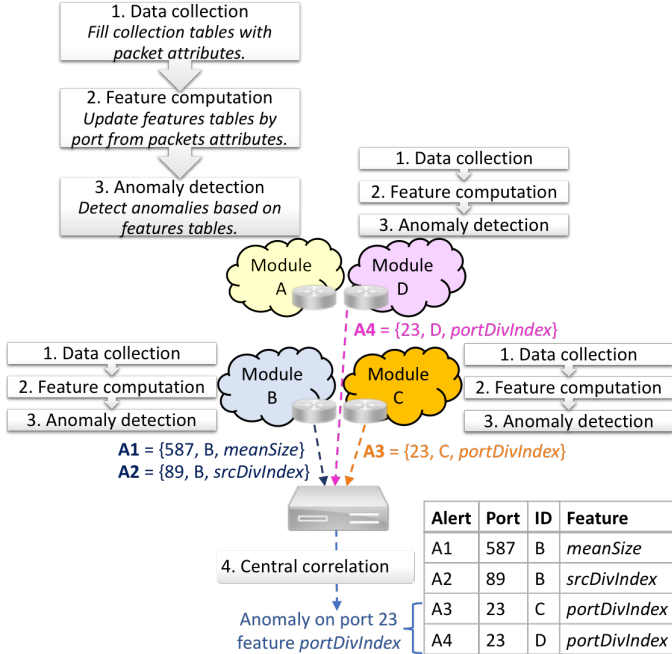 1. Data collection
Fill collection tables with
packet attributes.
2. Feature computation
Update features tables by
port from packets attributes.
3. Anomaly detection
Detect anomalies based on
features tables.
1. Data collection
2. Feature computation
3. Anomaly detection
Module
A
Module
D
A4 = {23, D, portDivIndex}
1. Data collection
2. Feature computation
3. Anomaly detection
Module
B
Module
C
1. Data collection
2. Feature computation
3. Anomaly detection
A1 = {587, B, meanSize}
A2 = {89, B, srcDivIndex}
A3 = {23, C, portDivIndex}
4. Central correlation
Anomaly on port 23
feature portDivIndex
Alert Port ID Feature
A1 587 B meanSize
A2 89 B srcDivIndex
A3 23 C portDivIndex
A4 23 D portDivIndex